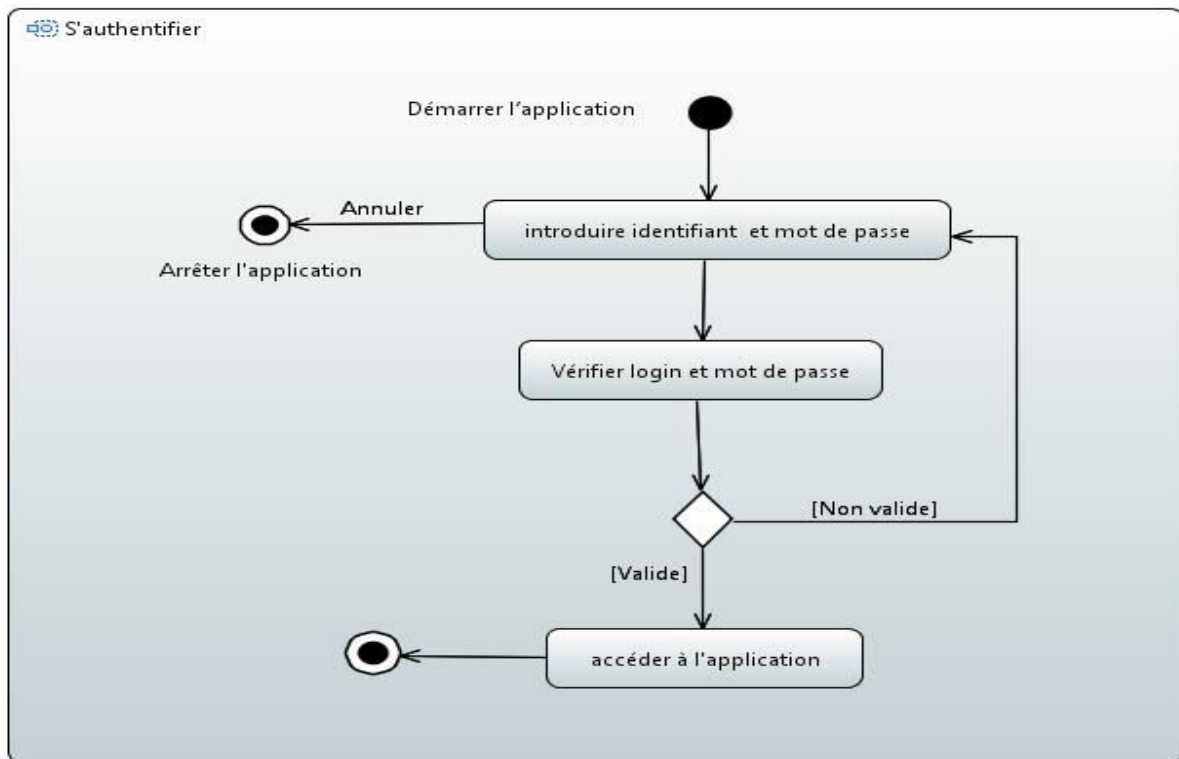 S'authentifier
Démarrer l’application
Annuler
introduire identifiant et mot de passe
Arrêter l'application
Vérifier login et mot de passe
[Non valide]
[Valide]
accéder à l'application